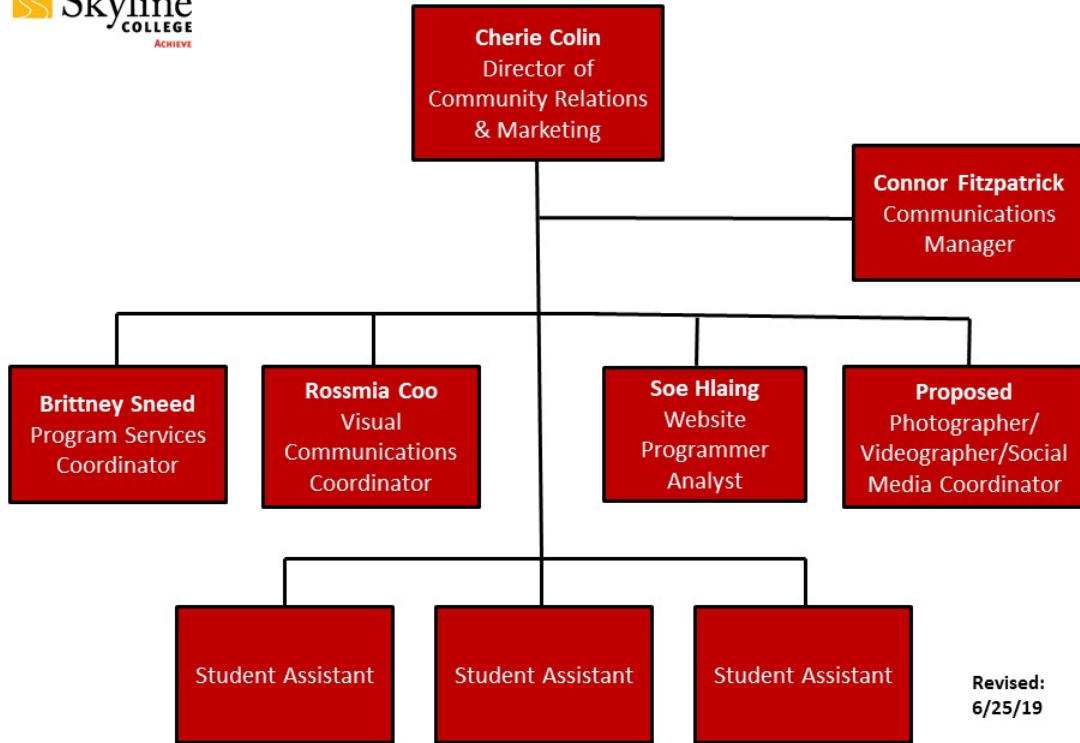 Skyline
COLLEGE
ACHIEVE
Cherie Colin
Director of
Community Relations
& Marketing
Connor Fitzpatrick
Communications
Manager
Brittney Sneed
Program Services
Coordinator
Rossmia Coo
Visual
Communications
Coordinator
Soe Hlaing
Website
Programmer
Analyst
Proposed
Photographer/
Videographer/Social
Media Coordinator
Student Assistant
Student Assistant
Student Assistant
Revised:
6/25/19